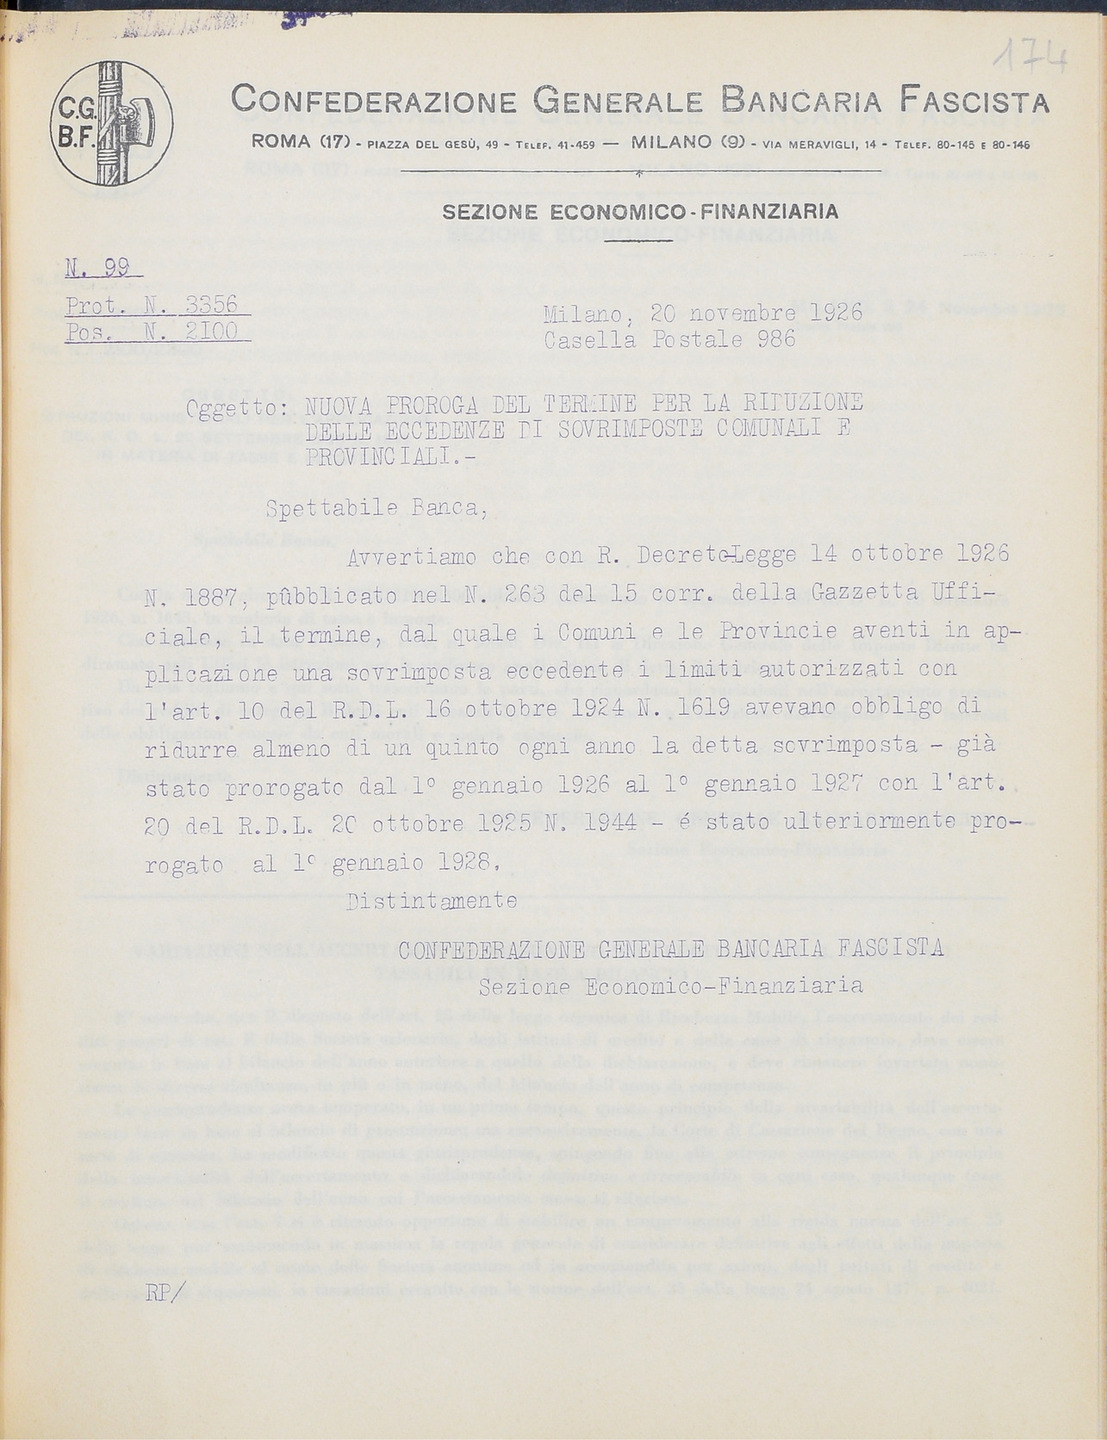 174
C.G.
B.F.
CONFEDERAZIONE GENERALE BANCARIA FASCISTA
ROMA (17) - PIAZZA DEL GESÙ, 49 - TELEF. 41-459 — MILANO (9) - VIA MERAVIGLI, 14 - TELEF. 80-145 E 80-146
SEZIONE ECONOMICO-FINANZIARIA
N. 99
Prot. N. 3356
Pos. N. 2100
Milano, 20 novembre 1926
Casella Postale 986
Oggetto: NUOVA PROROGA DEL TERMINE PER LA RIDUZIONE
DELLE ECCEDENZE DI SOVRIMPOSTE COMUNALI E
PROVINCIALI.-
Spettabile Banca,
Avvertiamo che con R. Decreto-Legge 14 ottobre 1926
N. 1887, pubblicato nel N. 263 del 15 corr. della Gazzetta Uffi-
ciale, il termine, dal quale i Comuni e le Provincie aventi in ap-
plicazione una sovrimposta eccedente i limiti autorizzati con
l'art. 10 del R.D.L. 16 ottobre 1924 N. 1619 avevano obbligo di
ridurre almeno di un quinto ogni anno la detta sovrimposta - già
stato prorogato dal 1° gennaio 1926 al 1° gennaio 1927 con l'art.
20 del R.D.L. 20 ottobre 1925 N. 1944 - é stato ulteriormente pro-
rogato al 1° gennaio 1928.
Distintamente
CONFEDERAZIONE GENERALE BANCARIA FASCISTA
Sezione Economico-Finanziaria
RP/